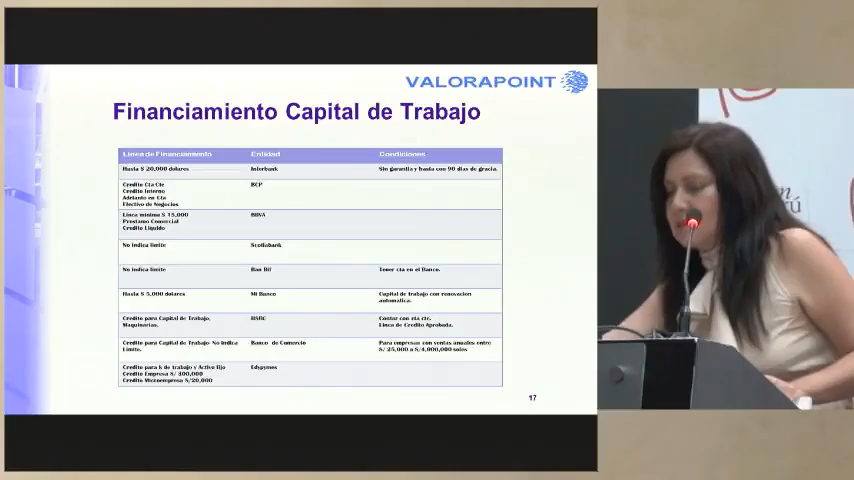 VALORAPOINT
Financiamiento Capital de Trabajo
Linea de Financiamiento Entidad Condiciones
Hasta $ 20,000 dolares Interbank Sin garantia y hasta con 90 dias de gracia.
Credito Cta Cte BCP
Credito Interno
Adelanto en Cta
Efectivo de Negocios
Linea minima $ 15,000 BBVA
Prestamo Comercial
Credito Liquido
No indica limite Scotiabank
No indica limite Ban Bif Tener cta en el Banco.
Hasta $ 5,000 dolares Mi Banco Capital de trabajo con renovacion
automatica.
Credito para Capital de Trabajo, HSBC Contar con cta cte.
Maquinarias. Linea de Credito Aprobada.
Credito para Capital de Trabajo- No indica Banco de Comercio Para empresas con ventas anuales entre
Limite. S/ 25,000 a S/4,000,000 soles
Credito para k de trabajo y Activo fijo Edypymes
Credito Empresa S/ 300,000
Credito Microempresa S/20,000
17